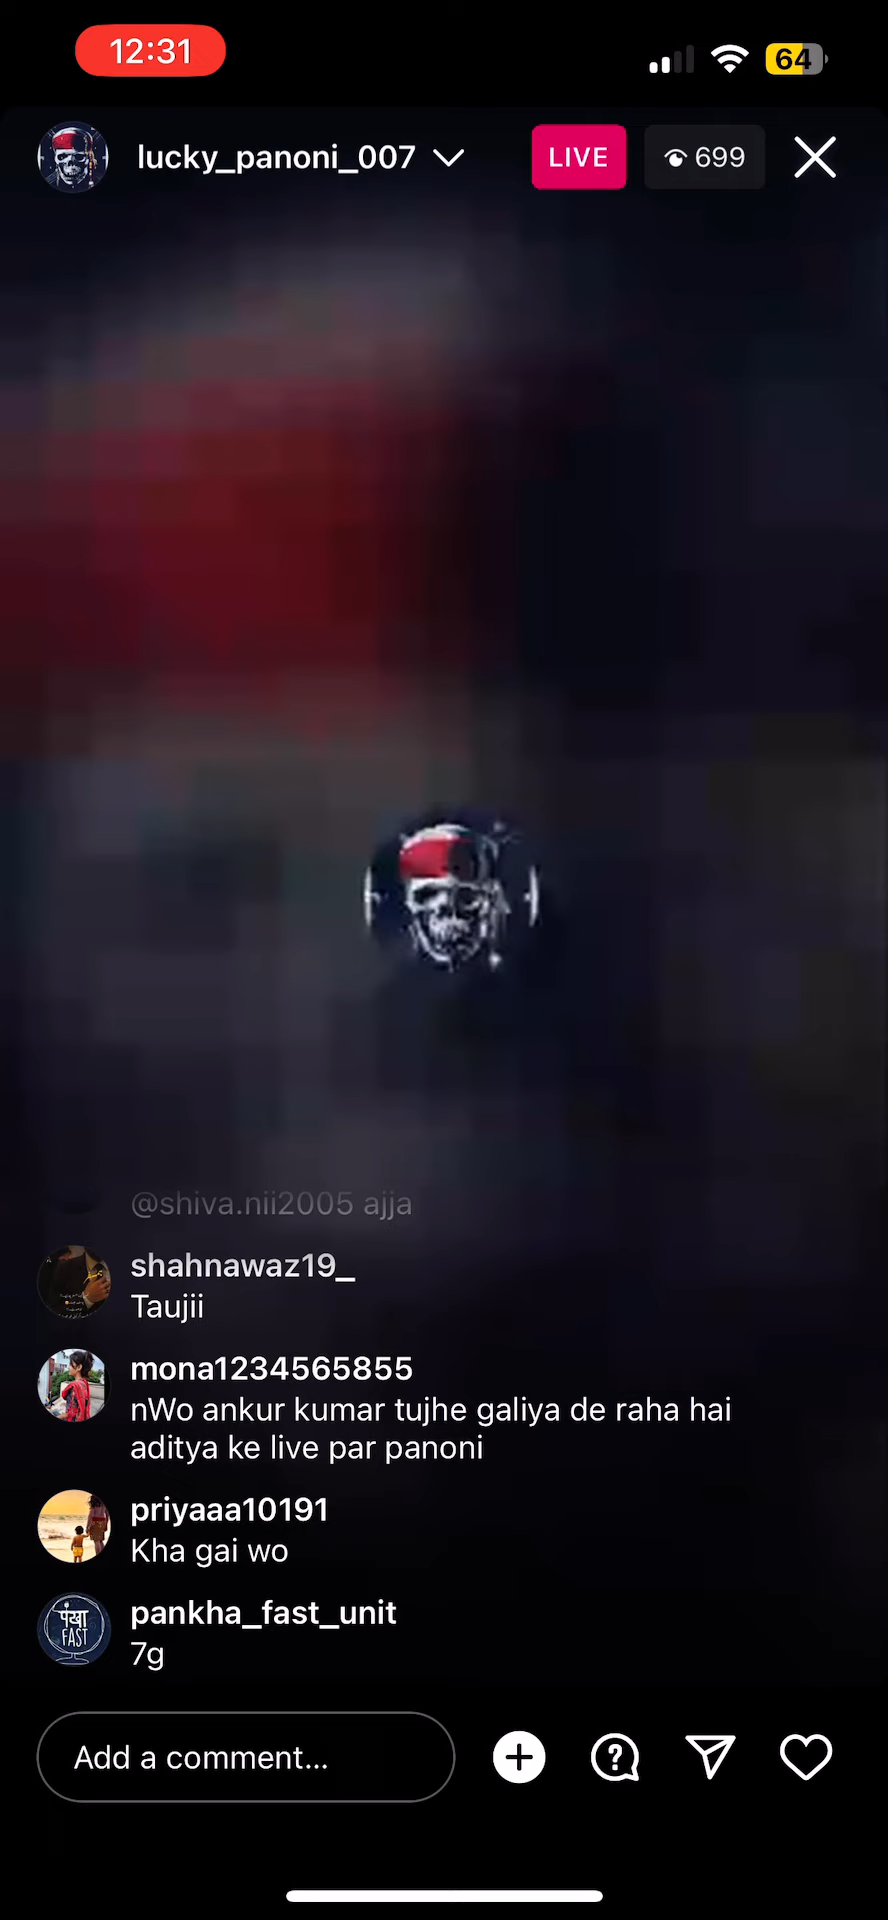 12:31
64
lucky_panoni_007
LIVE
699
@shiva.nii2005 ajja
shahnawaz19_
Taujii
mona1234565855
nWo ankur kumar tujhe galiya de raha hai
aditya ke live par panoni
priyaaa10191
Kha gai wo
पंखा
FAST
pankha_fast_unit
7g
Add a comment...